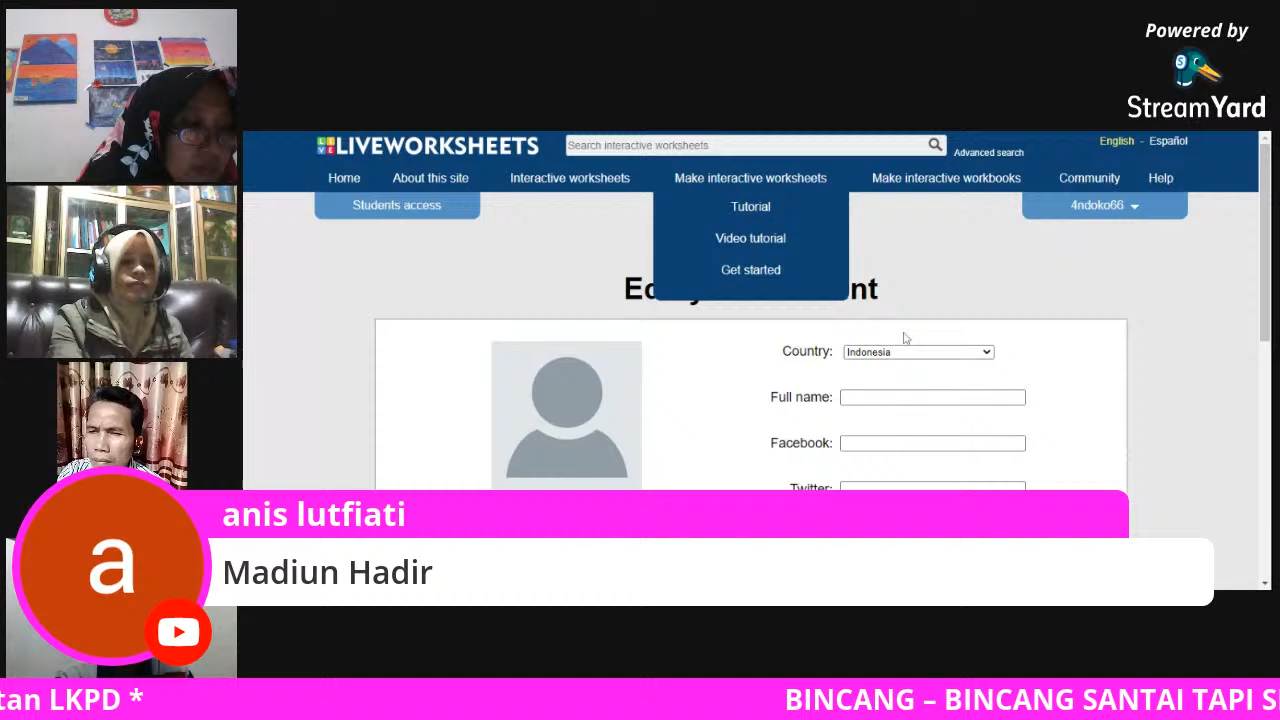 Powered by
StreamYard
LIVEWORKSHEETS
Search interactive worksheets
Advanced search
English - Español
Home About this site Interactive worksheets Make interactive worksheets Make interactive workbooks Community Help
Students access
Tutorial
4ndoko66
Video tutorial
Get started
Country: Indonesia
Full name:
Facebook:
Twitter:
anis lutfiati
a
Madiun Hadir
LKPD * BINCANG – BINCANG SANTAI TAPI